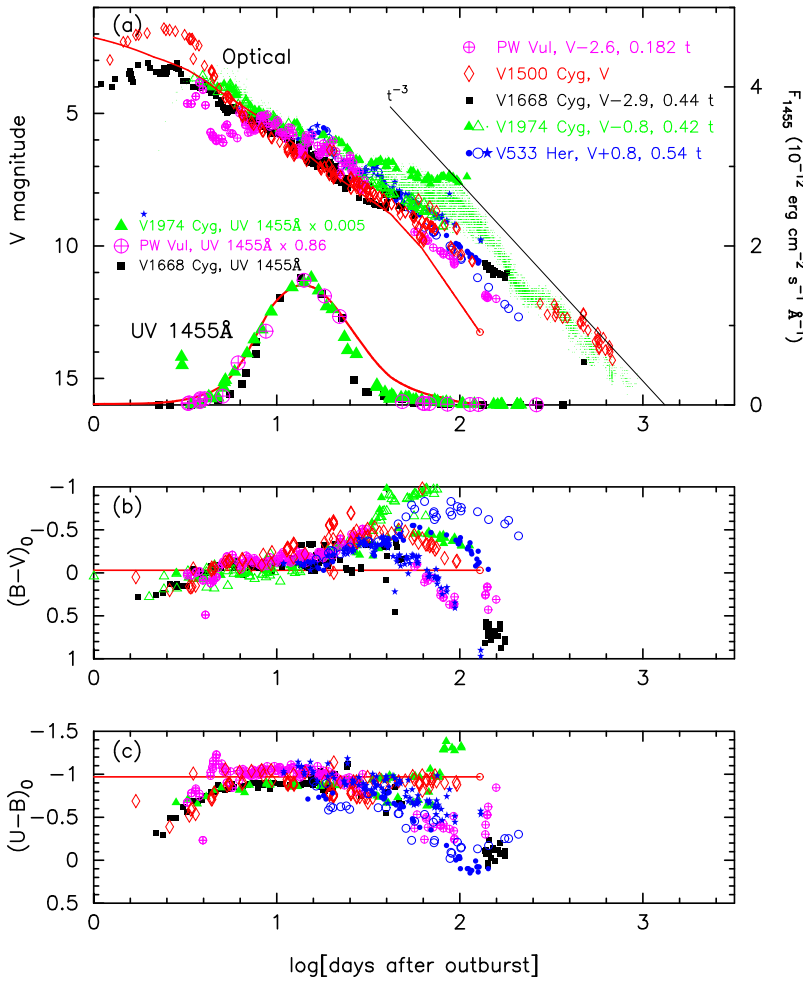 (a)
Optical
PW Vul, V−2.6, 0.182 t
V1500 Cyg, V
V1668 Cyg, V−2.9, 0.44 t
V1974 Cyg, V−0.8, 0.42 t
V533 Her, V+0.8, 0.54 t
t⁻³
V1974 Cyg, UV 1455Å x 0.005
PW Vul, UV 1455Å x 0.86
V1668 Cyg, UV 1455Å
UV 1455Å
V magnitude
5
10
15
F₁₄₅₅ (10⁻¹² erg cm⁻² s⁻¹ Å⁻¹)
4
2
0
0 1 2 3
(b)
(B−V)₀
−1
−0.5
0
0.5
1
0 1 2 3
(c)
(U−B)₀
−1.5
−1
−0.5
0
0.5
0 1 2 3
log[days after outburst]